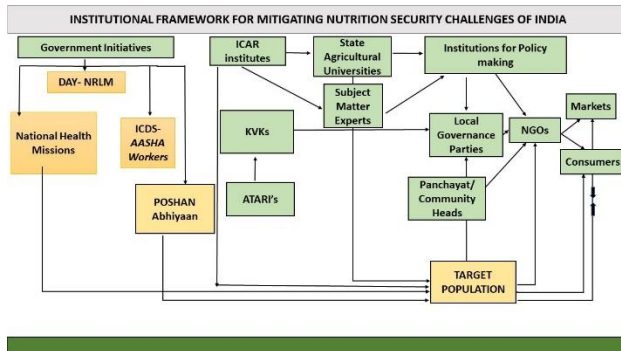 INSTITUTIONAL FRAMEWORK FOR MITIGATING NUTRITION SECURITY CHALLENGES OF INDIA
Government Initiatives
DAY- NRLM
National Health
Missions
ICDS-
AASHA
Workers
POSHAN
Abhiyaan
ICAR
institutes
State
Agricultural
Universities
Subject
Matter
Experts
KVKs
ATARI's
Institutions for Policy
making
Local
Governance
Parties
Panchayat/
Community
Heads
NGOs
Markets
Consumers
TARGET
POPULATION